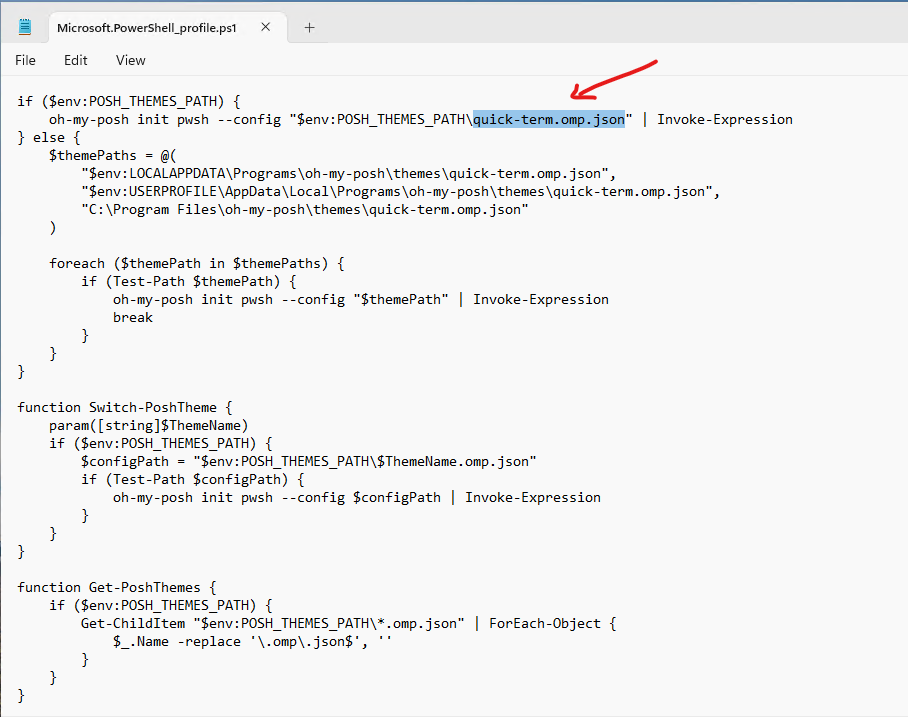 Microsoft.PowerShell_profile.ps1
File Edit View
if ($env:POSH_THEMES_PATH) {
    oh-my-posh init pwsh --config "$env:POSH_THEMES_PATH\quick-term.omp.json" | Invoke-Expression
} else {
    $themePaths = @(
        "$env:LOCALAPPDATA\Programs\oh-my-posh\themes\quick-term.omp.json",
        "$env:USERPROFILE\AppData\Local\Programs\oh-my-posh\themes\quick-term.omp.json",
        "C:\Program Files\oh-my-posh\themes\quick-term.omp.json"
    )

    foreach ($themePath in $themePaths) {
        if (Test-Path $themePath) {
            oh-my-posh init pwsh --config "$themePath" | Invoke-Expression
            break
        }
    }
}

function Switch-PoshTheme {
    param([string]$ThemeName)
    if ($env:POSH_THEMES_PATH) {
        $configPath = "$env:POSH_THEMES_PATH\$ThemeName.omp.json"
        if (Test-Path $configPath) {
            oh-my-posh init pwsh --config $configPath | Invoke-Expression
        }
    }
}

function Get-PoshThemes {
    if ($env:POSH_THEMES_PATH) {
        Get-ChildItem "$env:POSH_THEMES_PATH\*.omp.json" | ForEach-Object {
            $_.Name -replace '\.omp\.json$', ''
        }
    }
}